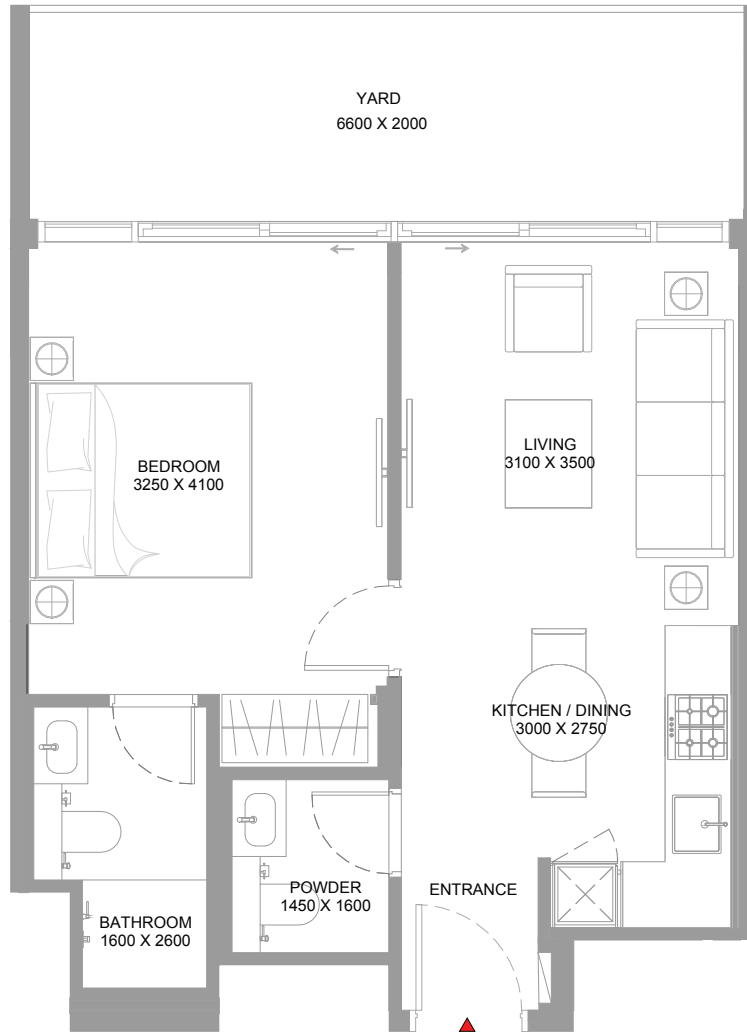 YARD
6600 X 2000
BEDROOM
3250 X 4100
LIVING
3100 X 3500
KITCHEN / DINING
3000 X 2750
POWDER
1450 X 1600
ENTRANCE
BATHROOM
1600 X 2600